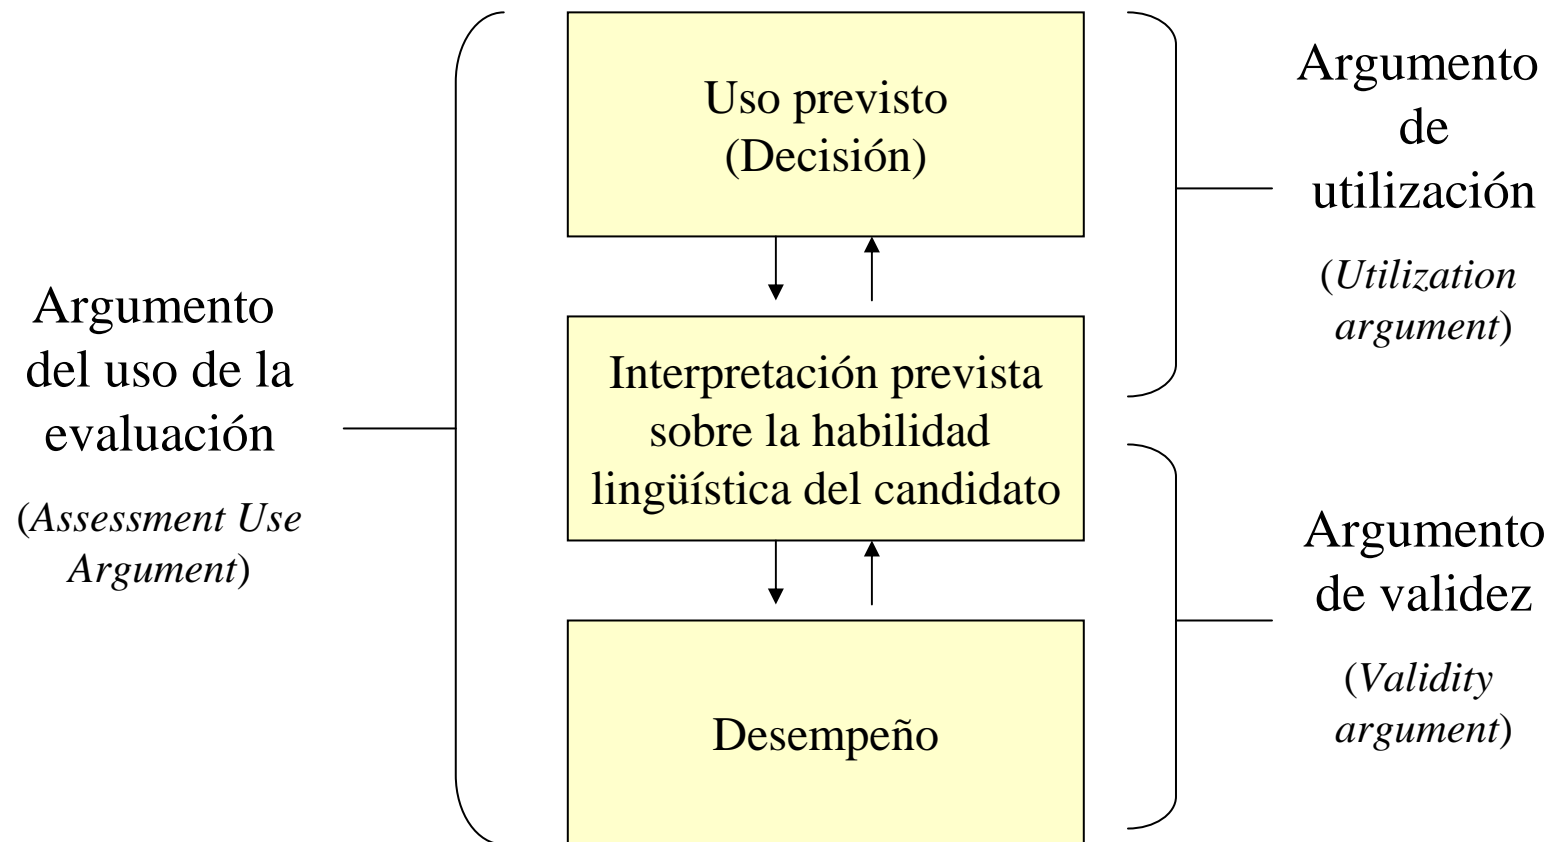 Argumento
del uso de la
evaluación
(Assessment Use
Argument)
Uso previsto
(Decisión)
Interpretación prevista
sobre la habilidad
lingüística del candidato
Desempeño
Argumento
de
utilización
(Utilization
argument)
Argumento
de validez
(Validity
argument)